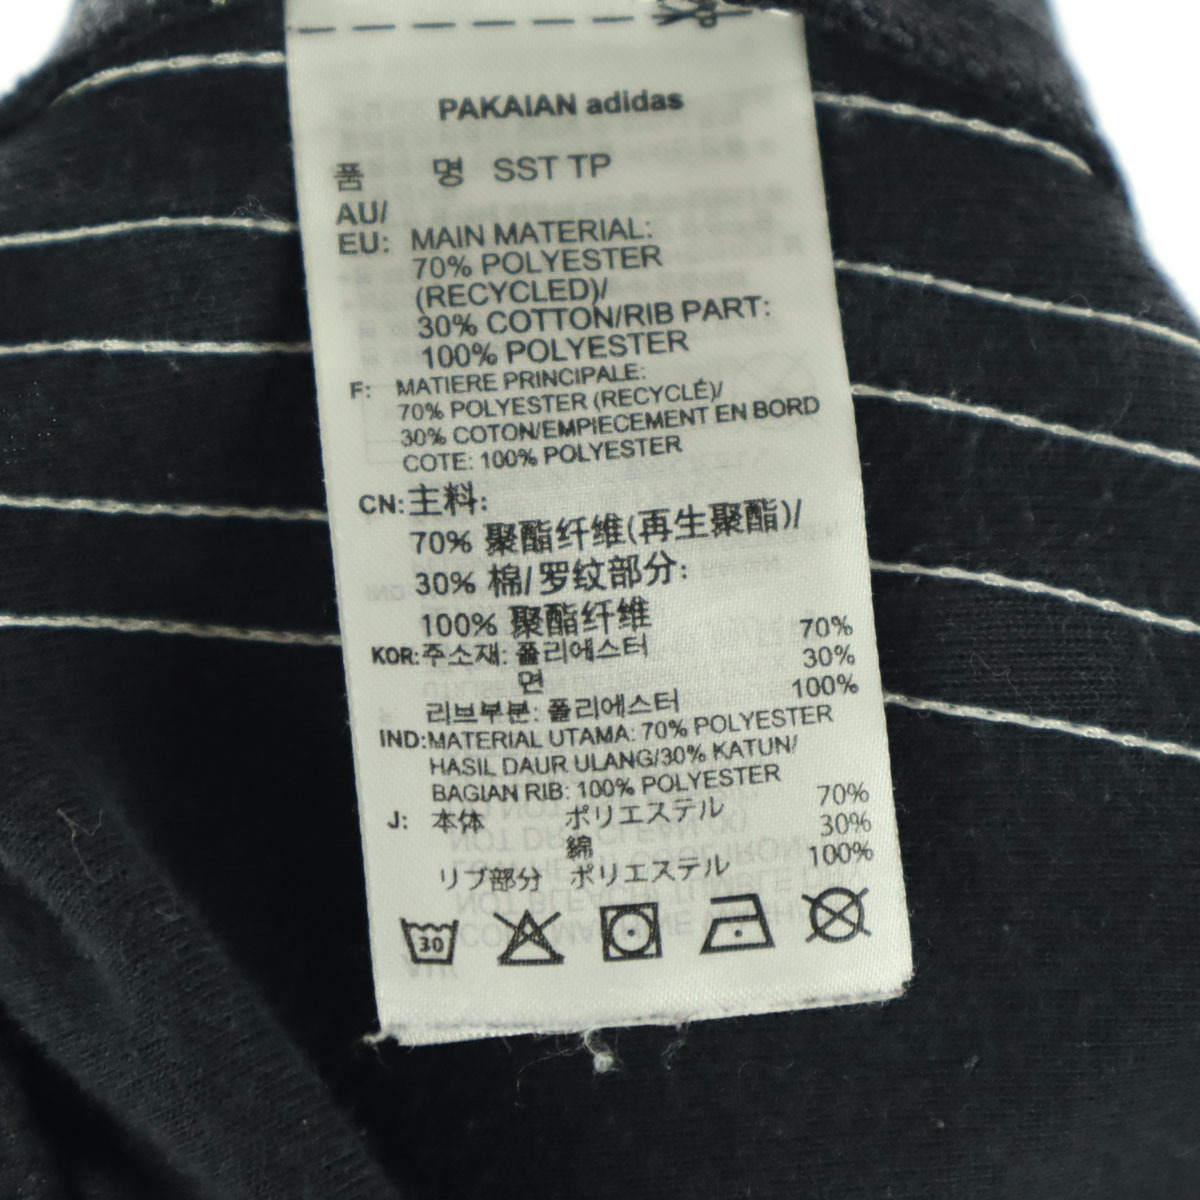 PAKAIAN adidas
품 명 SST TP
AU/
EU: MAIN MATERIAL:
70% POLYESTER
(RECYCLED)/
30% COTTON/RIB PART:
100% POLYESTER
F: MATIERE PRINCIPALE:
70% POLYESTER (RECYCLÉ)/
30% COTON/EMPIECEMENT EN BORD
COTE: 100% POLYESTER
CN: 主料:
70% 聚酯纤维(再生聚酯)/
30% 棉/罗纹部分:
100% 聚酯纤维
KOR: 주소재: 폴리에스터 70%
면 30%
리브부분: 폴리에스터 100%
IND: MATERIAL UTAMA: 70% POLYESTER
HASIL DAUR ULANG/30% KATUN/
BAGIAN RIB: 100% POLYESTER
J: 本体 ポリエステル 70%
綿 30%
リブ部分 ポリエステル 100%
30